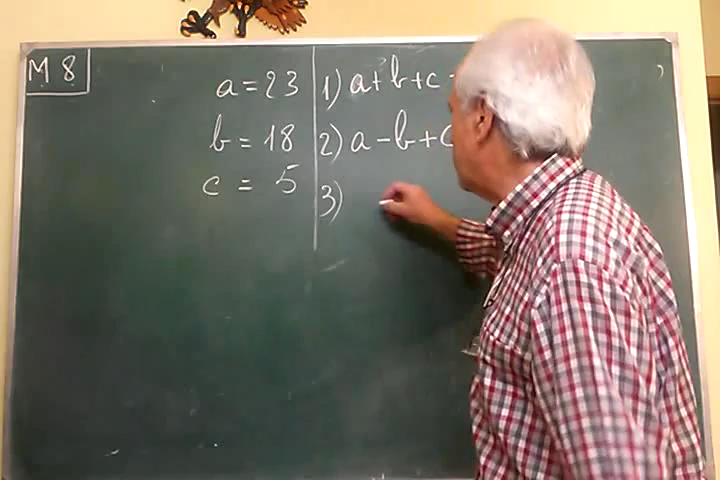 M 8
a = 23
b = 18
c = 5
1) a + b + c =
2) a - b + c
3)